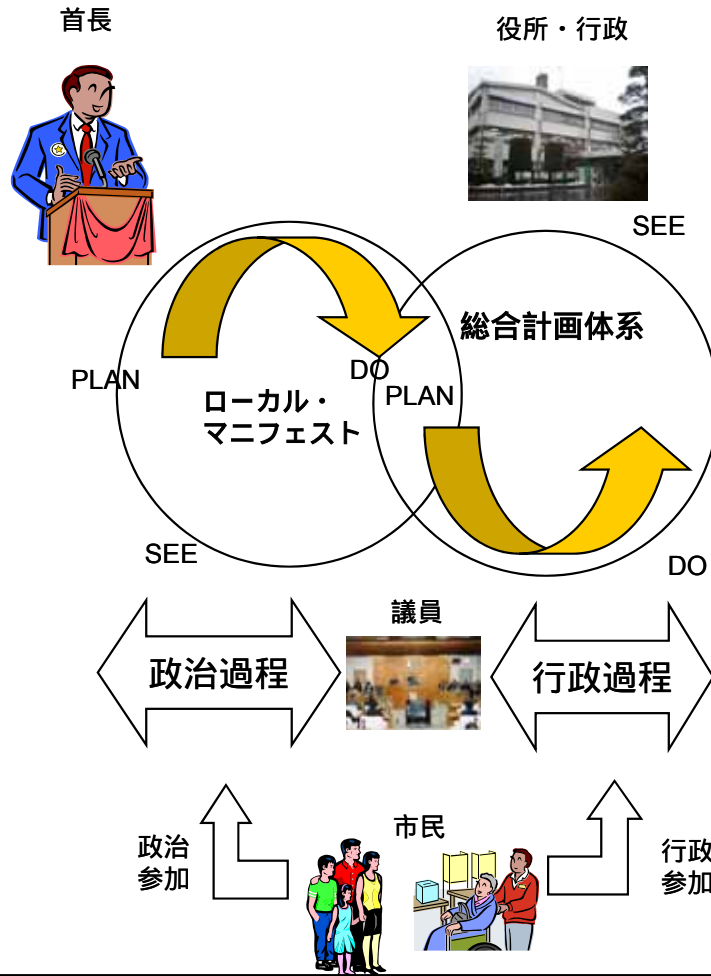 首長
役所・行政
SEE
総合計画体系
DO
PLAN
PLAN
ローカル・
マニフェスト
SEE
DO
議員
政治過程
行政過程
市民
政治
参加
行政
参加